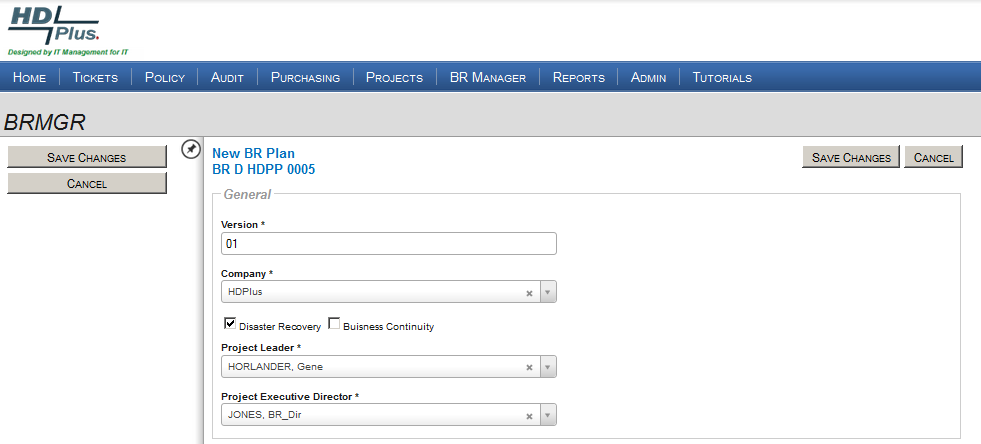 HD
Plus.
Designed by IT Management for IT
HOME TICKETS POLICY AUDIT PURCHASING PROJECTS BR MANAGER REPORTS ADMIN TUTORIALS
BRMGR
SAVE CHANGES
CANCEL
New BR Plan
BR D HDPP 0005
SAVE CHANGES CANCEL
General
Version *
01
Company *
HDPlus
Disaster Recovery Buisness Continuity
Project Leader *
HORLANDER, Gene
Project Executive Director *
JONES, BR_Dir